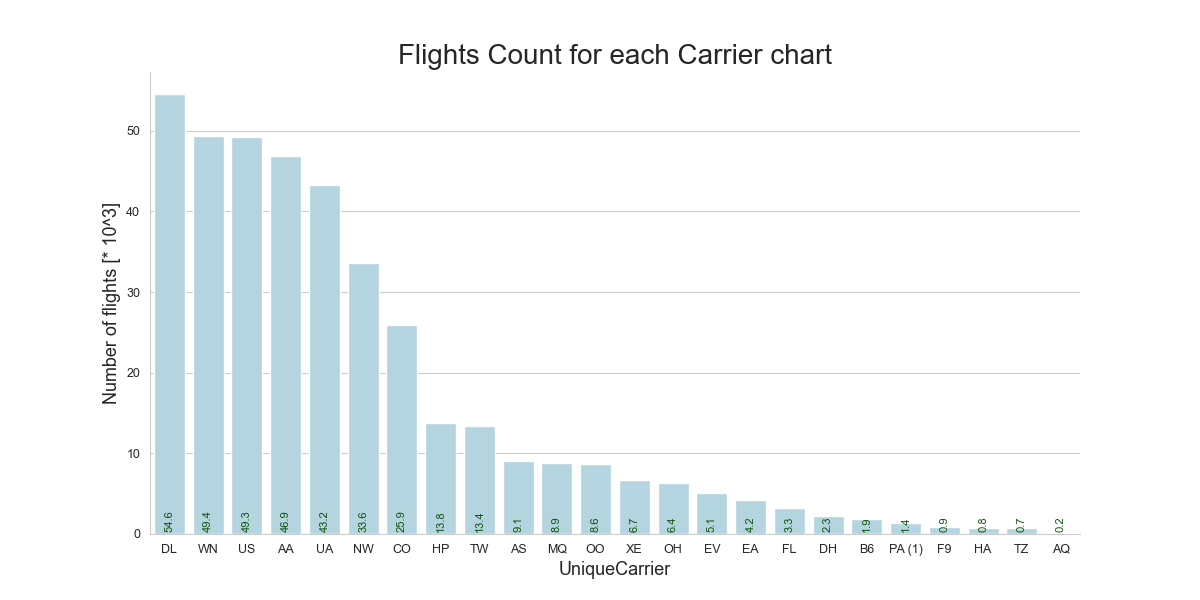 Flights Count for each Carrier chart
Number of flights [* 10^3]
50
40
30
20
10
0
54.6 49.4 49.3 46.9 43.2 33.6 25.9 13.8 13.4 9.1 8.9 8.6 6.7 6.4 5.1 4.2 3.3 2.3 1.9 1.4 0.9 0.8 0.7 0.2
DL WN US AA UA NW CO HP TW AS MQ OO XE OH EV EA FL DH B6 PA (1) F9 HA TZ AQ
UniqueCarrier